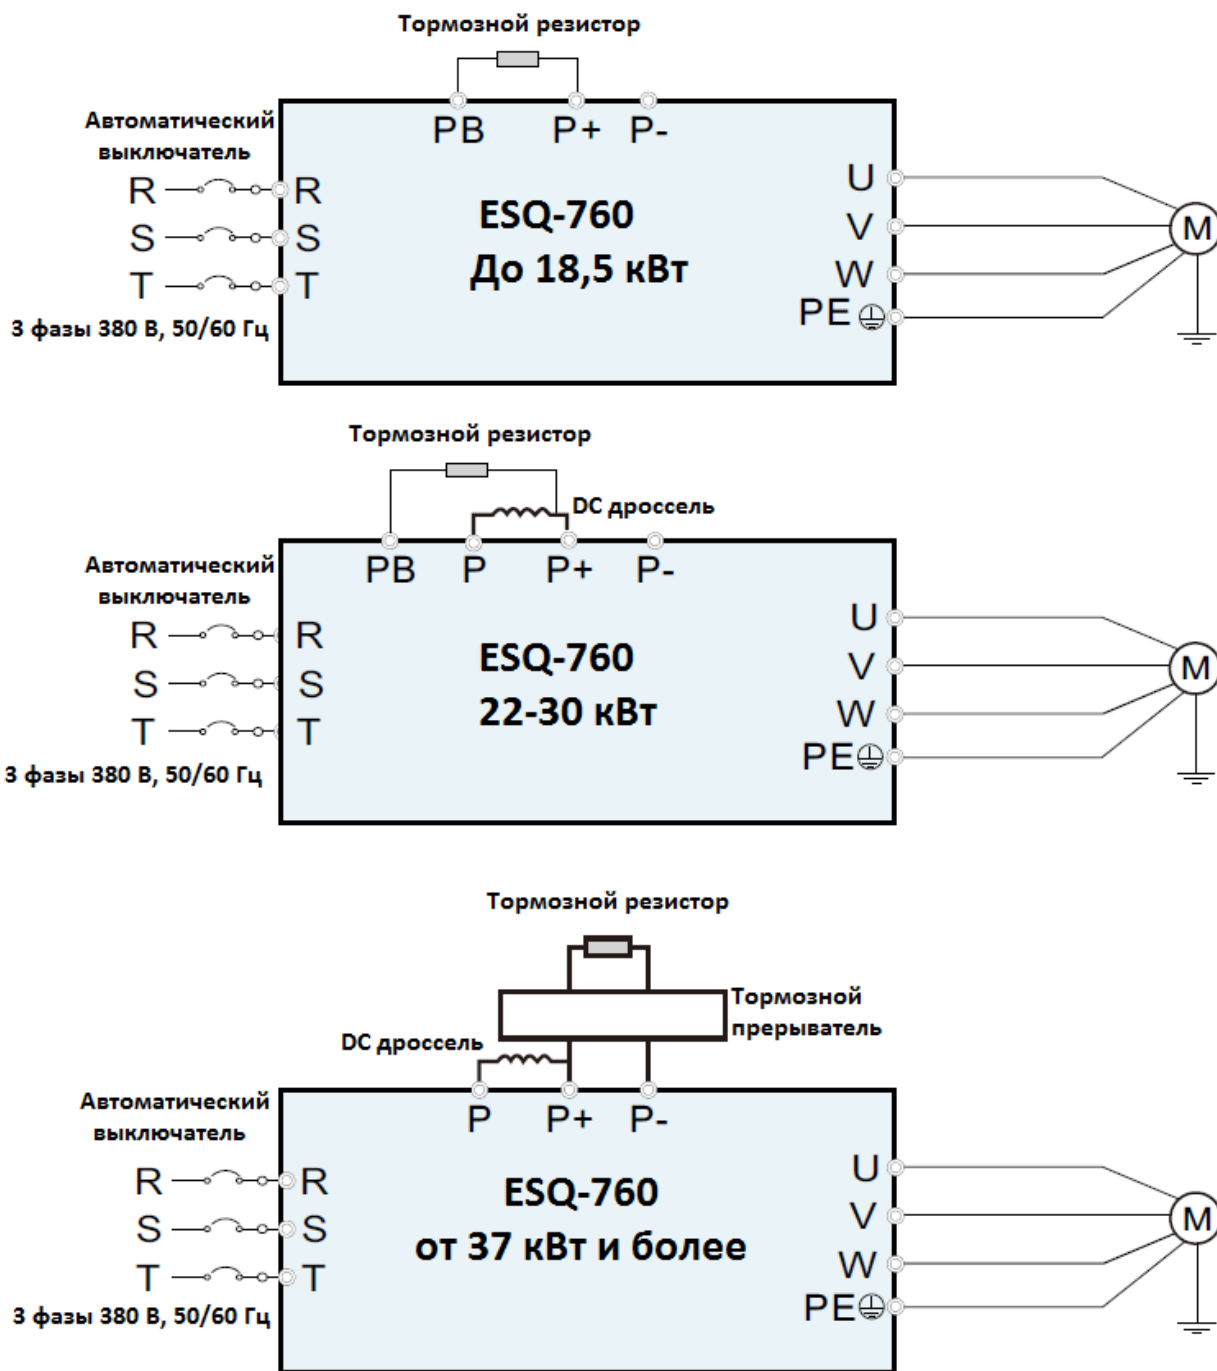 Тормозной резистор
PB P+ P-
Автоматический
выключатель
R R
S S
T T
3 фазы 380 В, 50/60 Гц
ESQ-760
До 18,5 кВт
U
V
W
PE
M
Тормозной резистор
DC дроссель
PB P P+ P-
Автоматический
выключатель
R R
S S
T T
3 фазы 380 В, 50/60 Гц
ESQ-760
22-30 кВт
U
V
W
PE
M
Тормозной резистор
Тормозной
прерыватель
DC дроссель
P P+ P-
Автоматический
выключатель
R R
S S
T T
3 фазы 380 В, 50/60 Гц
ESQ-760
от 37 кВт и более
U
V
W
PE
M